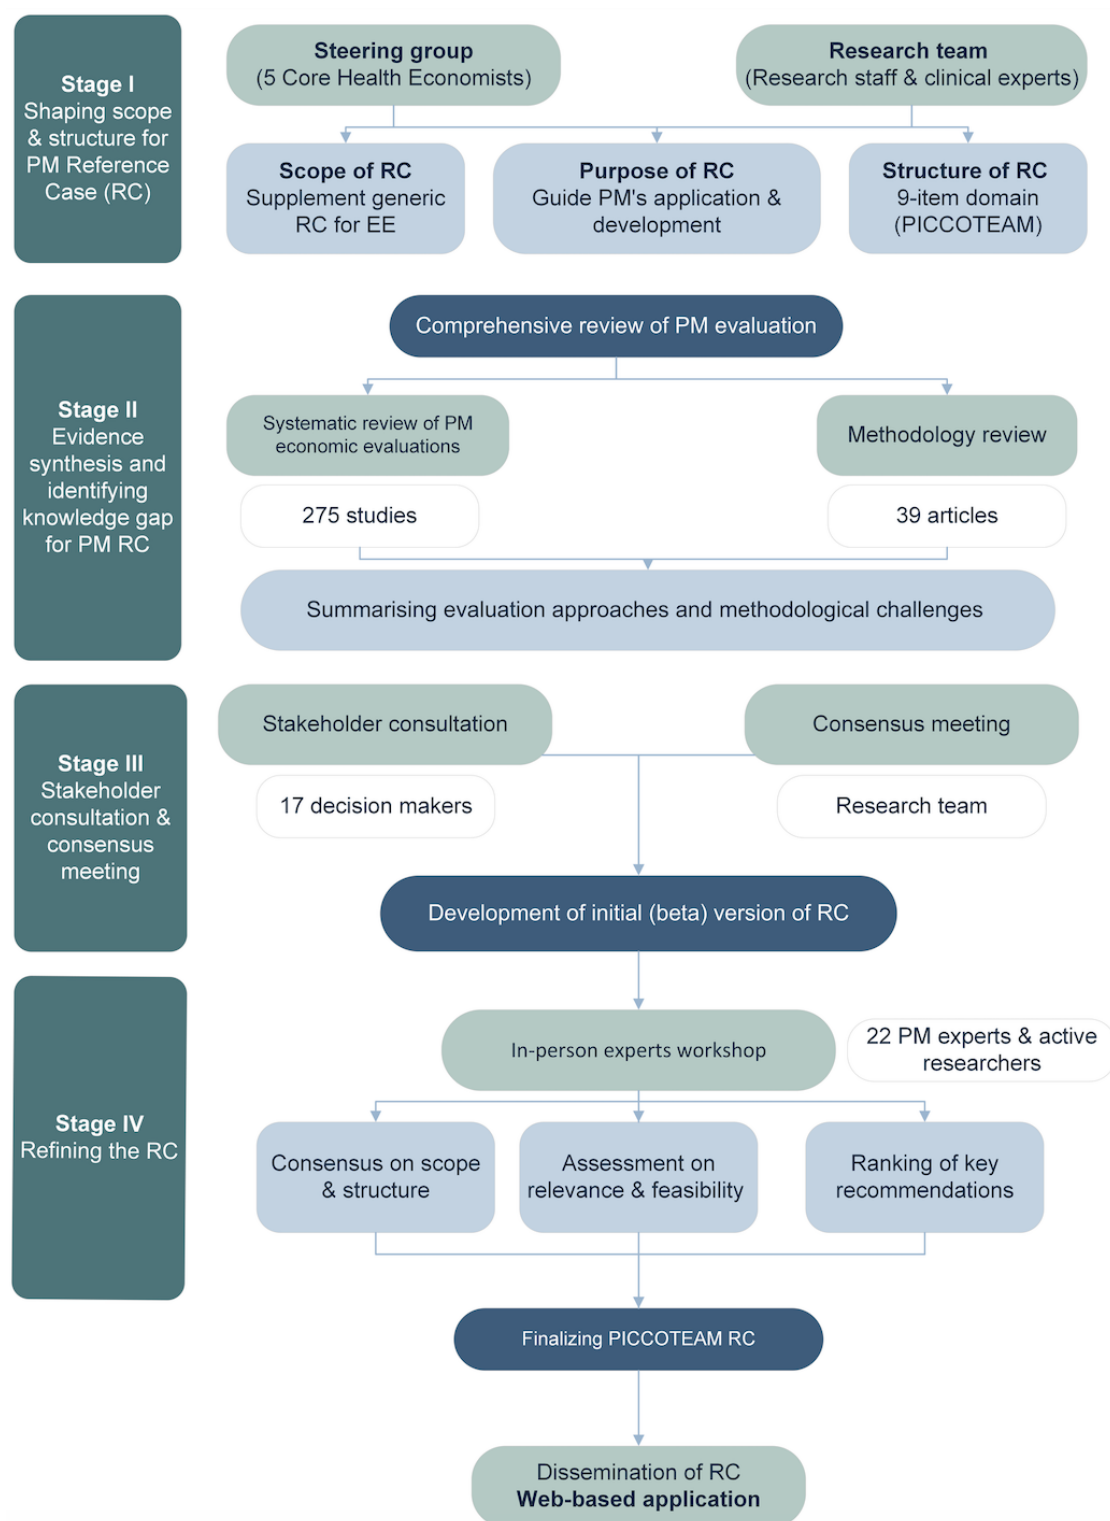 Stage I
Shaping scope
& structure for
PM Reference
Case (RC)
Steering group
(5 Core Health Economists)
Research team
(Research staff & clinical experts)
Scope of RC
Supplement generic
RC for EE
Purpose of RC
Guide PM's application &
development
Structure of RC
9-item domain
(PICCOTEAM)
Stage II
Evidence
synthesis and
identifying
knowledge gap
for PM RC
Comprehensive review of PM evaluation
Systematic review of PM
economic evaluations
Methodology review
275 studies
39 articles
Summarising evaluation approaches and methodological challenges
Stage III
Stakeholder
consultation &
consensus
meeting
Stakeholder consultation
Consensus meeting
17 decision makers
Research team
Development of initial (beta) version of RC
Stage IV
Refining the RC
In-person experts workshop
22 PM experts & active
researchers
Consensus on scope
& structure
Assessment on
relevance & feasibility
Ranking of key
recommendations
Finalizing PICCOTEAM RC
Dissemination of RC
Web-based application